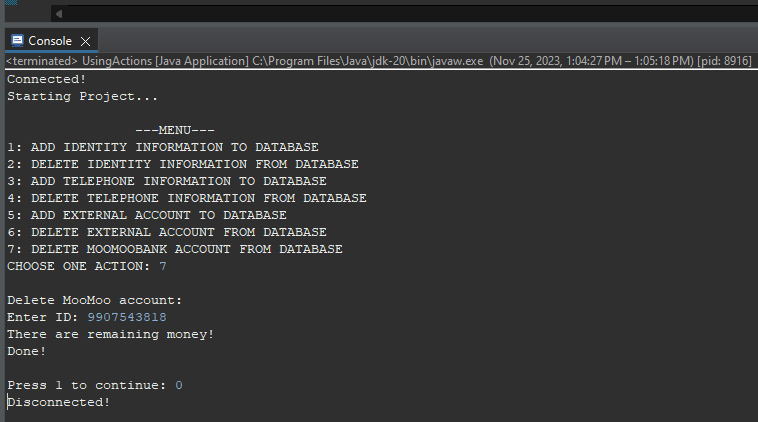 Console
<terminated> UsingActions [Java Application] C:\Program Files\Java\jdk-20\bin\javaw.exe (Nov 25, 2023, 1:04:27 PM – 1:05:18 PM) [pid: 8916]
Connected!
Starting Project...
---MENU---
1: ADD IDENTITY INFORMATION TO DATABASE
2: DELETE IDENTITY INFORMATION FROM DATABASE
3: ADD TELEPHONE INFORMATION TO DATABASE
4: DELETE TELEPHONE INFORMATION FROM DATABASE
5: ADD EXTERNAL ACCOUNT TO DATABASE
6: DELETE EXTERNAL ACCOUNT FROM DATABASE
7: DELETE MOOMOOBANK ACCOUNT FROM DATABASE
CHOOSE ONE ACTION: 7
Delete MooMoo account:
Enter ID: 9907543818
There are remaining money!
Done!
Press 1 to continue: 0
Disconnected!